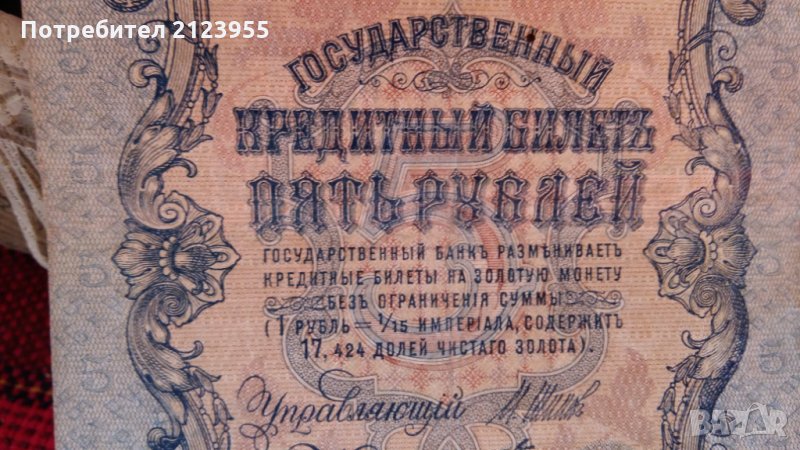 Потребител 2123955
ГОСУДАРСТВЕННЫЙ
КРЕДИТНЫЙ БИЛЕТЪ
ПЯТЬ РУБЛЕЙ
ГОСУДАРСТВЕННЫЙ БАНКЪ РАЗМѢНИВАЕТЪ
КРЕДИТНЫЕ БИЛЕТЫ НА ЗОЛОТУЮ МОНЕТУ
БЕЗЪ ОГРАНИЧЕНІЯ СУММЫ
(1 РУБЛЬ = 1/15 ИМПЕРІАЛА, СОДЕРЖИТЪ
17,424 ДОЛЕЙ ЧИСТАГО ЗОЛОТА).
Управляющій
BAZAR